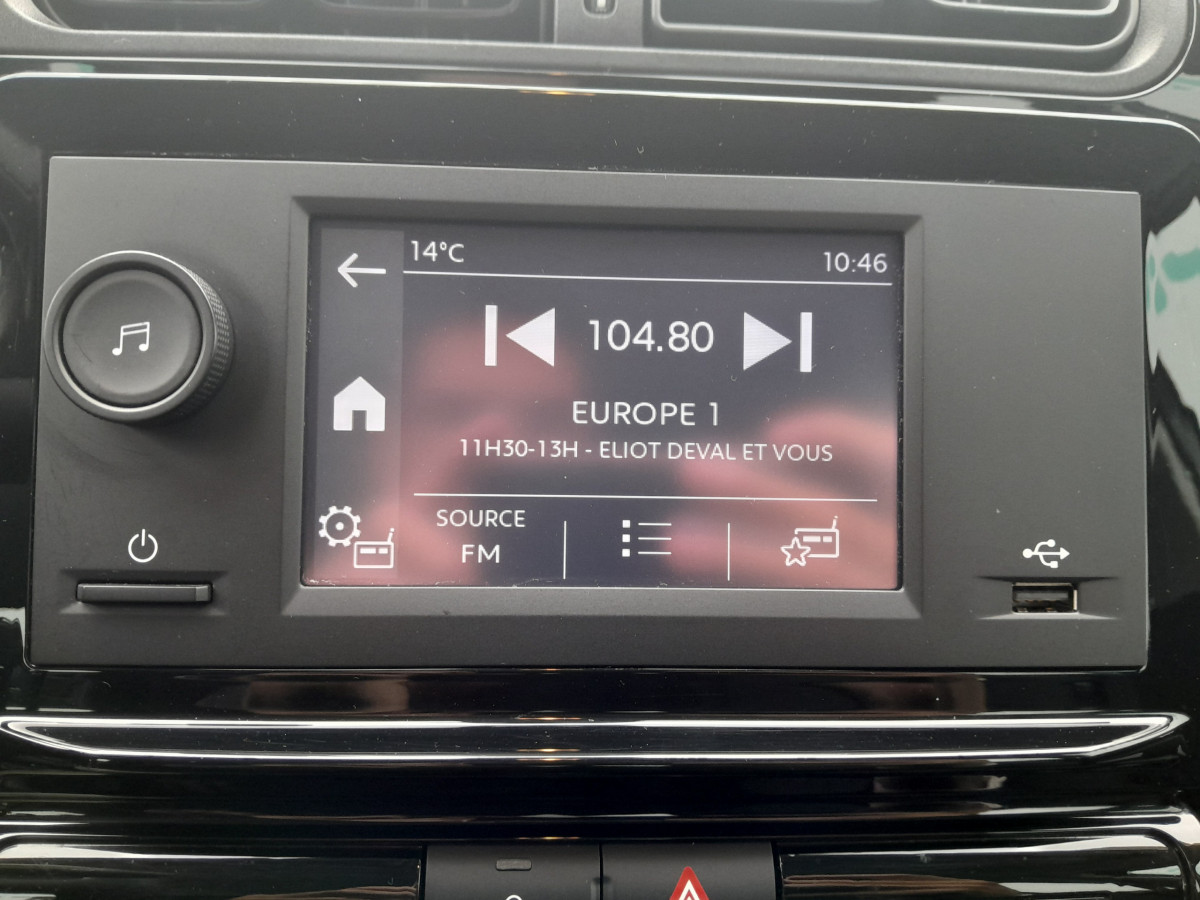 14°C
10:46
104.80
EUROPE 1
11H30-13H - ELIOT DEVAL ET VOUS
SOURCE
FM